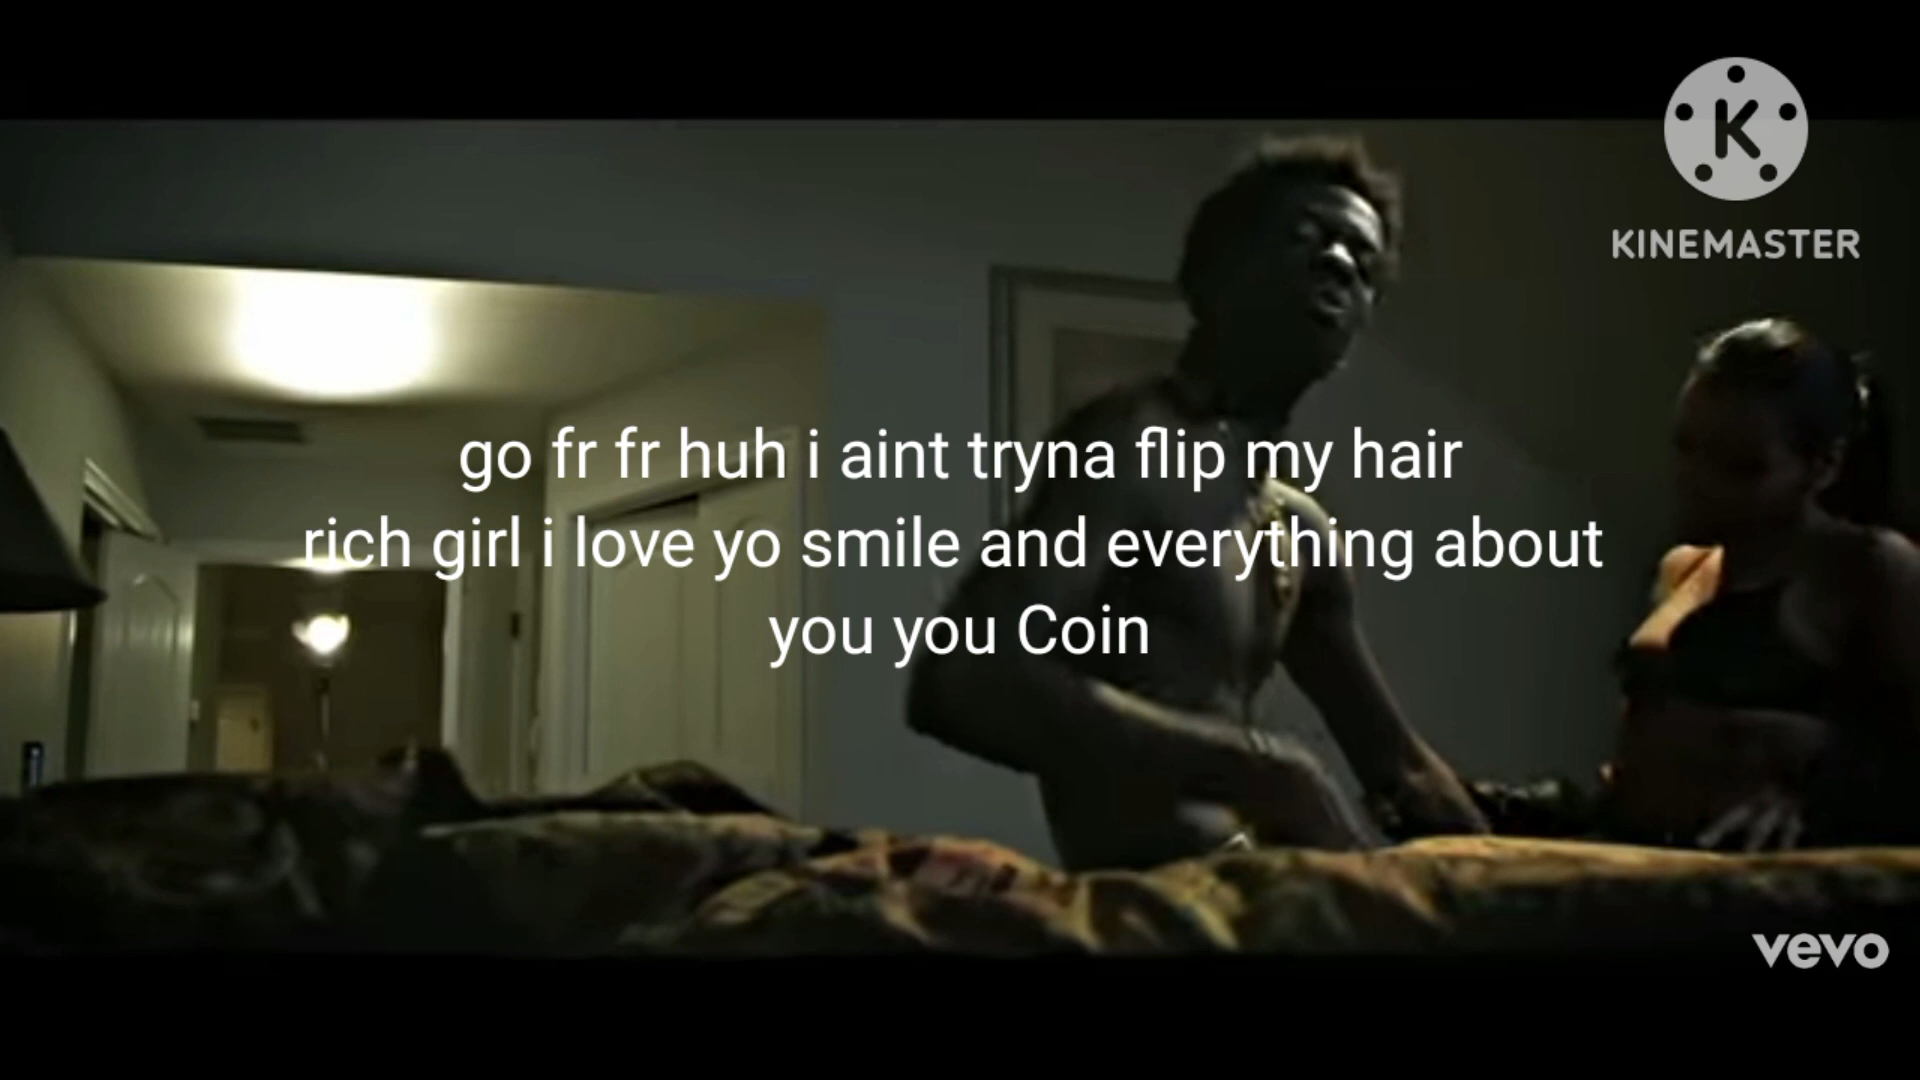 K
KINEMASTER
go fr fr huh i aint tryna flip my hair
rich girl i love yo smile and everything about
you you Coin
vevo